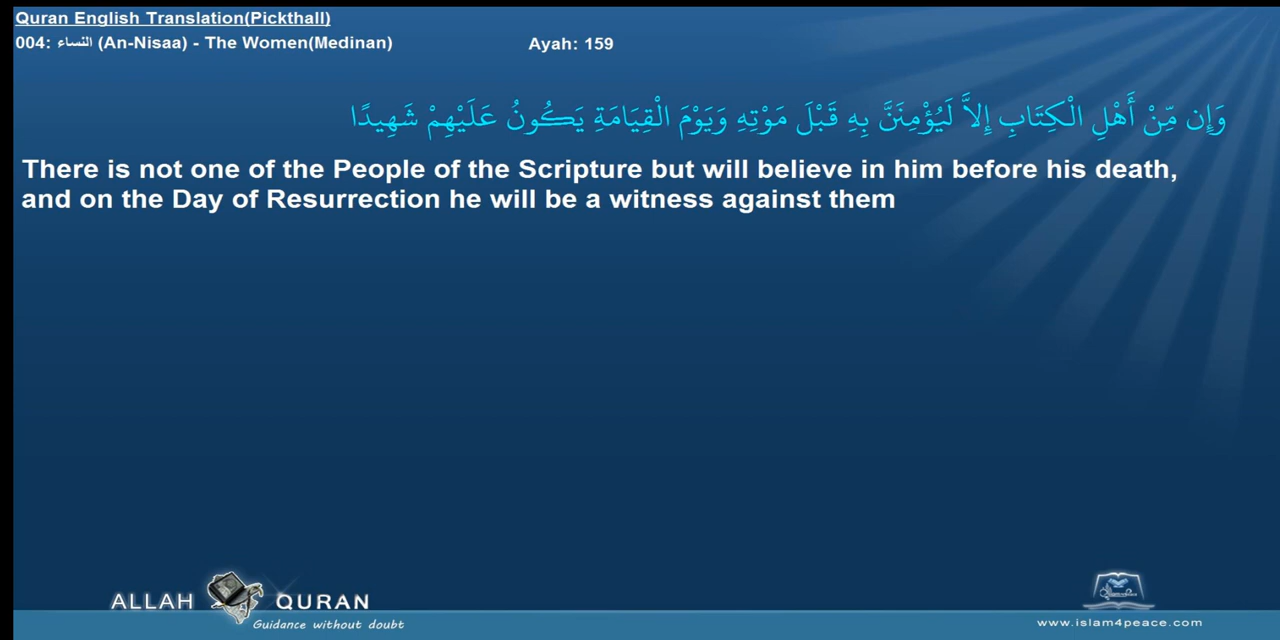 Quran English Translation(Pickthall)
004: النساء (An-Nisaa) - The Women(Medinan) Ayah: 159
وَإِن مِّنْ أَهْلِ الْكِتَابِ إِلاَّ لَيُؤْمِنَنَّ بِهِ قَبْلَ مَوْتِهِ وَيَوْمَ الْقِيَامَةِ يَكُونُ عَلَيْهِمْ شَهِيدًا
There is not one of the People of the Scripture but will believe in him before his death,
and on the Day of Resurrection he will be a witness against them
ALLAH QURAN
Guidance without doubt
www.islam4peace.com